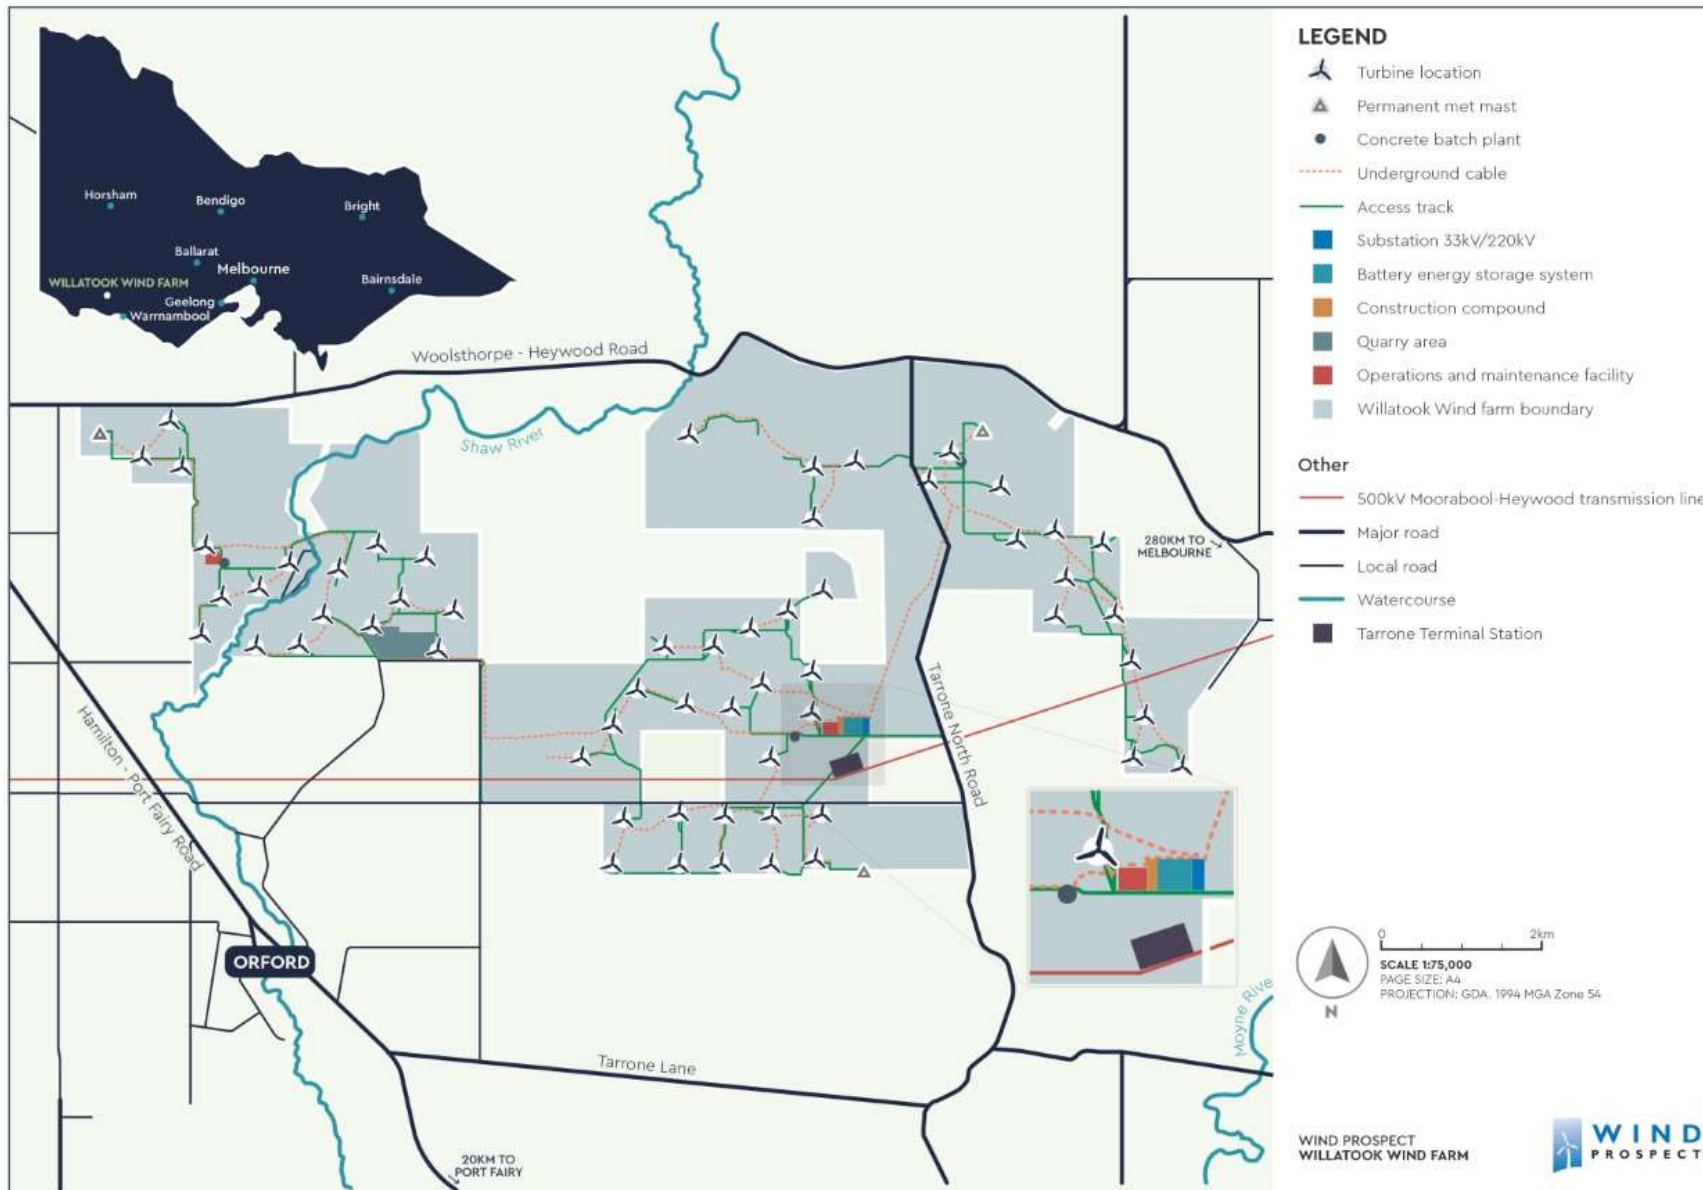 Horsham
Bendigo
Bright
Ballarat
Melbourne
WILLATOOK WIND FARM
Bairnsdale
Geelong
Warrnambool
Woolsthorpe - Heywood Road
Shaw River
280KM TO
MELBOURNE
Hamilton - Port Fairy Road
Tarrone North Road
ORFORD
Tarrone Lane
Moyne River
20KM TO
PORT FAIRY
LEGEND
Turbine location
Permanent met mast
Concrete batch plant
Underground cable
Access track
Substation 33kV/220kV
Battery energy storage system
Construction compound
Quarry area
Operations and maintenance facility
Willatook Wind farm boundary
Other
500kV Moorabool-Heywood transmission line
Major road
Local road
Watercourse
Tarrone Terminal Station
0 2km
SCALE 1:75,000
PAGE SIZE: A4
PROJECTION: GDA. 1994 MGA Zone 54
N
WIND PROSPECT
WILLATOOK WIND FARM
WIND
PROSPECT